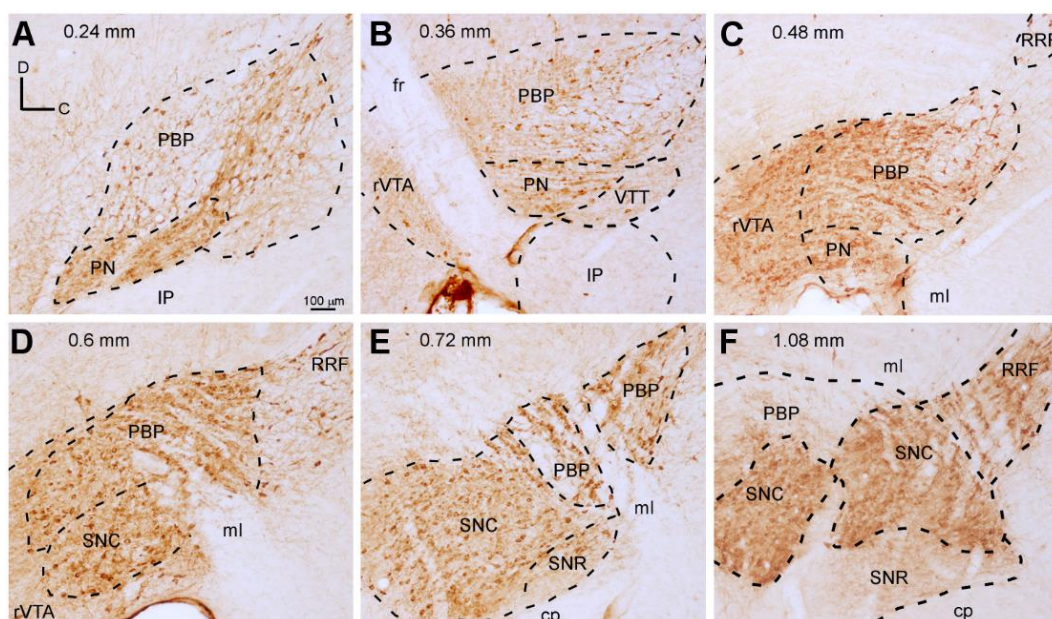 A 0.24 mm
D
C
PBP
PN
IP
100 µm
B 0.36 mm
fr
PBP
rVTA
PN
VTT
IP
C 0.48 mm
RRF
PBP
rVTA
PN
ml
D 0.6 mm
RRF
PBP
SNC
ml
rVTA
E 0.72 mm
PBP
PBP
SNC
ml
SNR
cp
F 1.08 mm
ml
RRF
PBP
SNC
SNC
SNR
cp